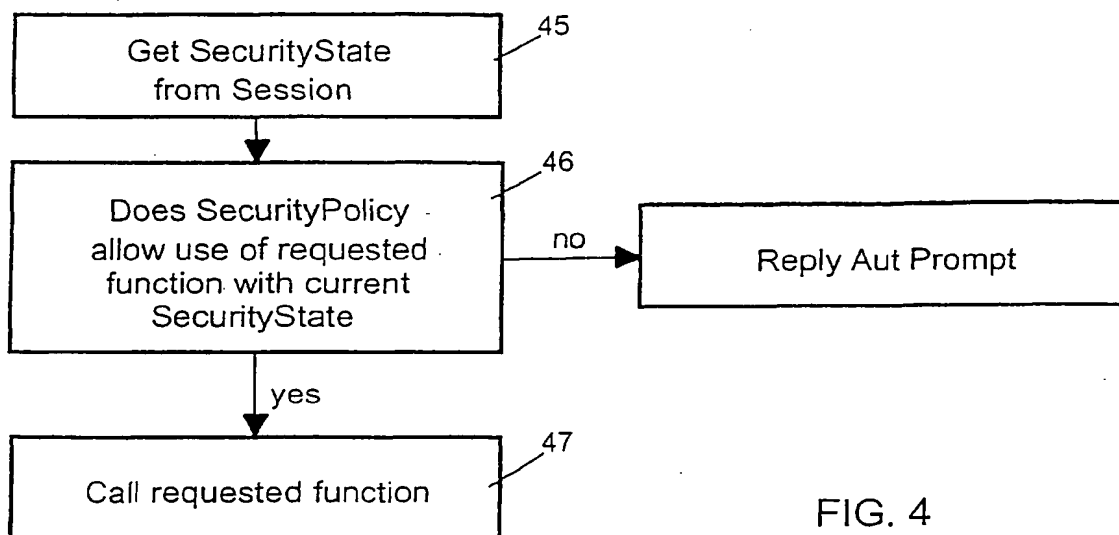 Get SecurityState
from Session
45
Does SecurityPolicy
allow use of requested
function with current
SecurityState
46
no
Reply Aut Prompt
yes
Call requested function
47
FIG. 4